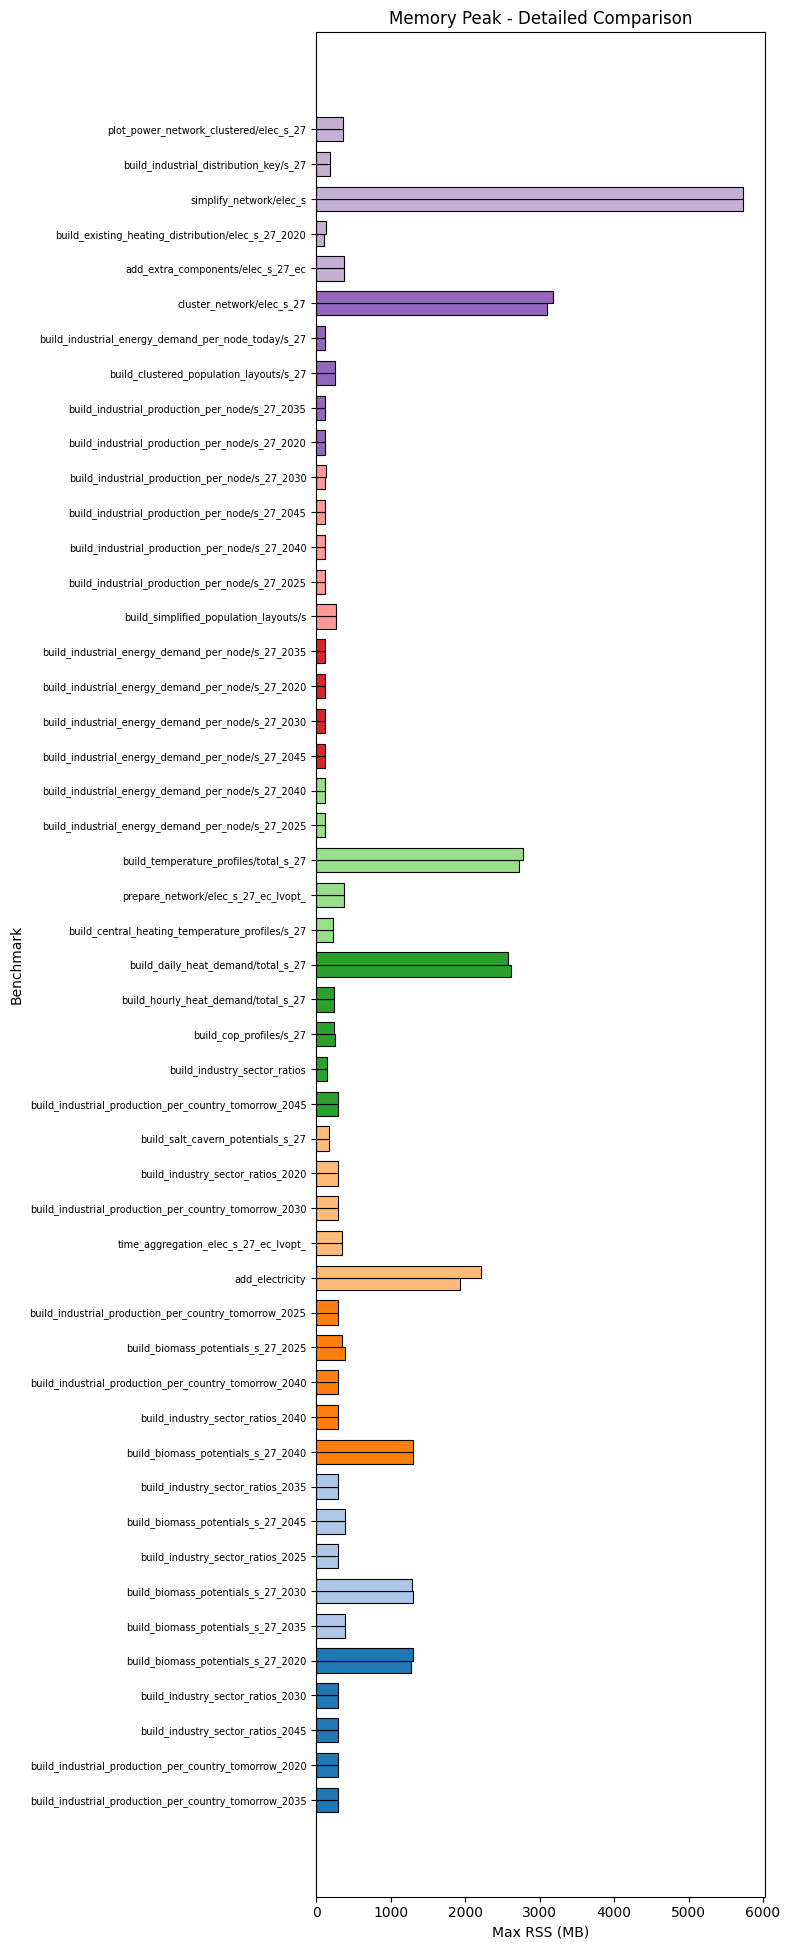 Memory Peak - Detailed Comparison
plot_power_network_clustered/elec_s_27
build_industrial_distribution_key/s_27
simplify_network/elec_s
build_existing_heating_distribution/elec_s_27_2020
add_extra_components/elec_s_27_ec
cluster_network/elec_s_27
build_industrial_energy_demand_per_node_today/s_27
build_clustered_population_layouts/s_27
build_industrial_production_per_node/s_27_2035
build_industrial_production_per_node/s_27_2020
build_industrial_production_per_node/s_27_2030
build_industrial_production_per_node/s_27_2045
build_industrial_production_per_node/s_27_2040
build_industrial_production_per_node/s_27_2025
build_simplified_population_layouts/s
build_industrial_energy_demand_per_node/s_27_2035
build_industrial_energy_demand_per_node/s_27_2020
build_industrial_energy_demand_per_node/s_27_2030
build_industrial_energy_demand_per_node/s_27_2045
build_industrial_energy_demand_per_node/s_27_2040
build_industrial_energy_demand_per_node/s_27_2025
build_temperature_profiles/total_s_27
prepare_network/elec_s_27_ec_lvopt_
build_central_heating_temperature_profiles/s_27
build_daily_heat_demand/total_s_27
build_hourly_heat_demand/total_s_27
build_cop_profiles/s_27
build_industry_sector_ratios
build_industrial_production_per_country_tomorrow_2045
build_salt_cavern_potentials_s_27
build_industry_sector_ratios_2020
build_industrial_production_per_country_tomorrow_2030
time_aggregation_elec_s_27_ec_lvopt_
add_electricity
build_industrial_production_per_country_tomorrow_2025
build_biomass_potentials_s_27_2025
build_industrial_production_per_country_tomorrow_2040
build_industry_sector_ratios_2040
build_biomass_potentials_s_27_2040
build_industry_sector_ratios_2035
build_biomass_potentials_s_27_2045
build_industry_sector_ratios_2025
build_biomass_potentials_s_27_2030
build_biomass_potentials_s_27_2035
build_biomass_potentials_s_27_2020
build_industry_sector_ratios_2030
build_industry_sector_ratios_2045
build_industrial_production_per_country_tomorrow_2020
build_industrial_production_per_country_tomorrow_2035
Benchmark
0 1000 2000 3000 4000 5000 6000
Max RSS (MB)